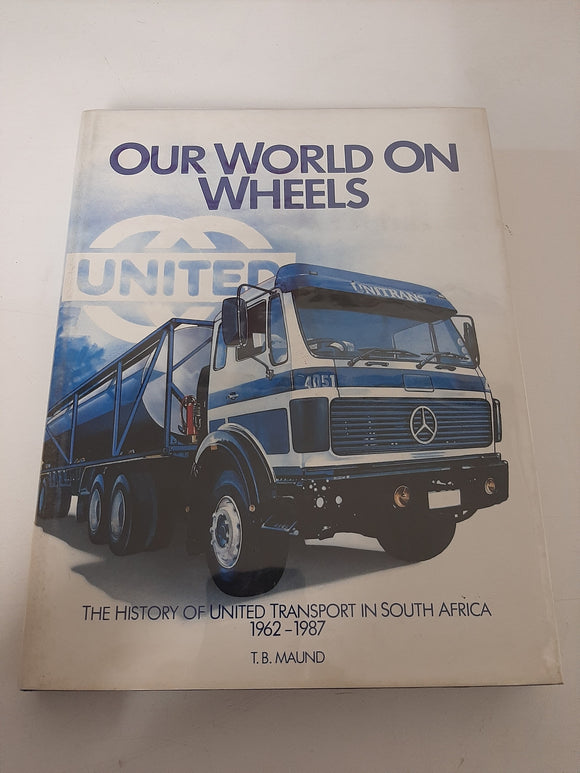 OUR WORLD ON
WHEELS
UNITED
UNITRANS
4051
THE HISTORY OF UNITED TRANSPORT IN SOUTH AFRICA
1962-1987
T. B. MAUND